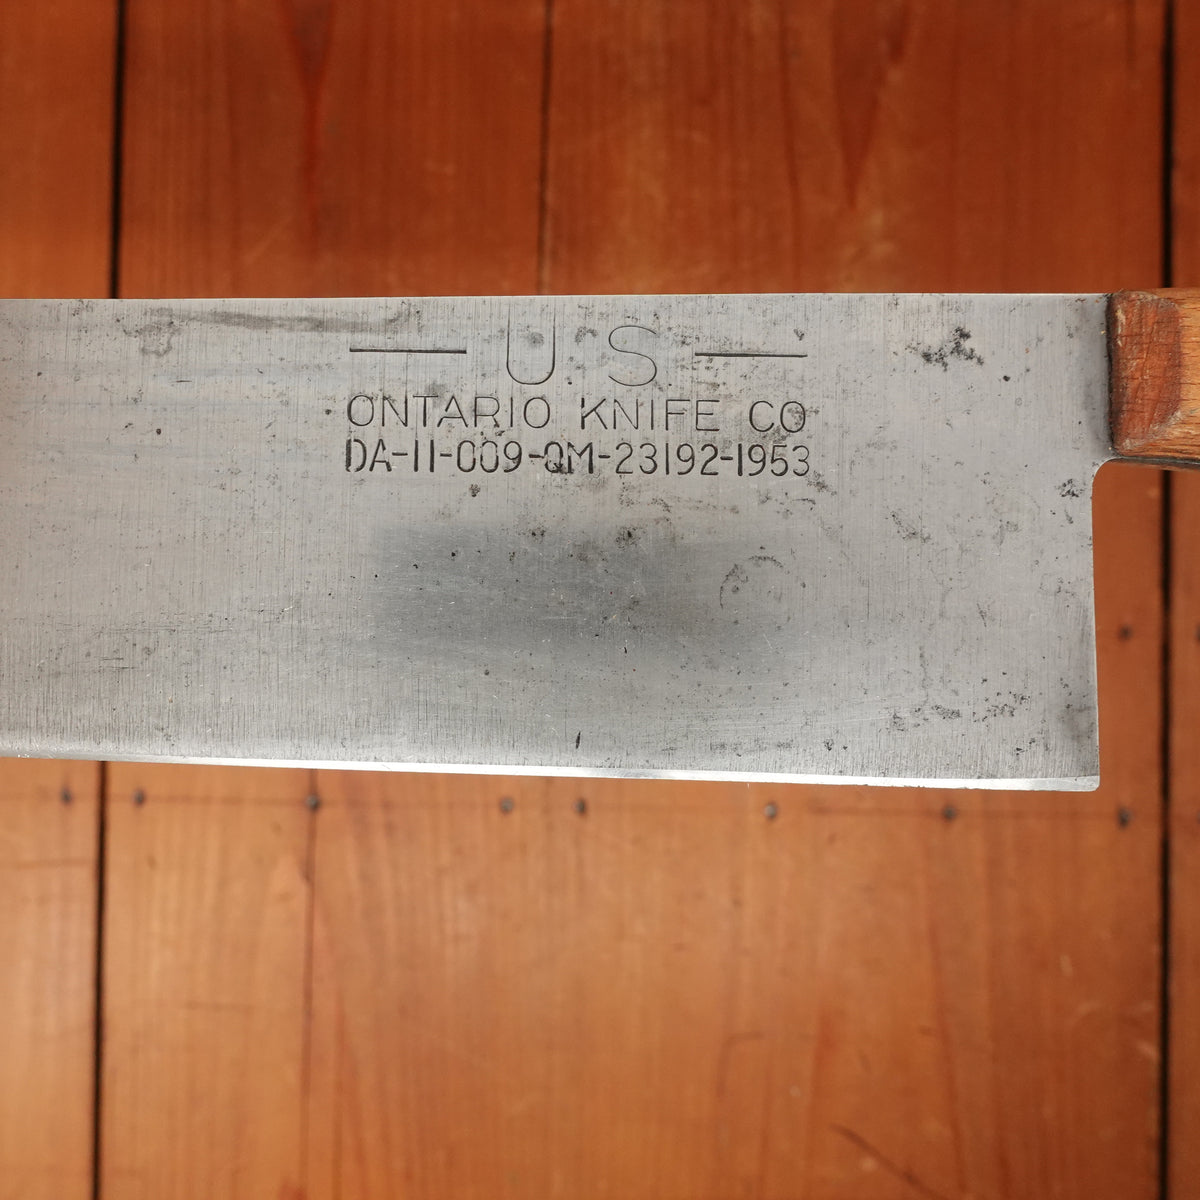 — U S —
ONTARIO KNIFE CO
DA-11-009-QM-23192-1953